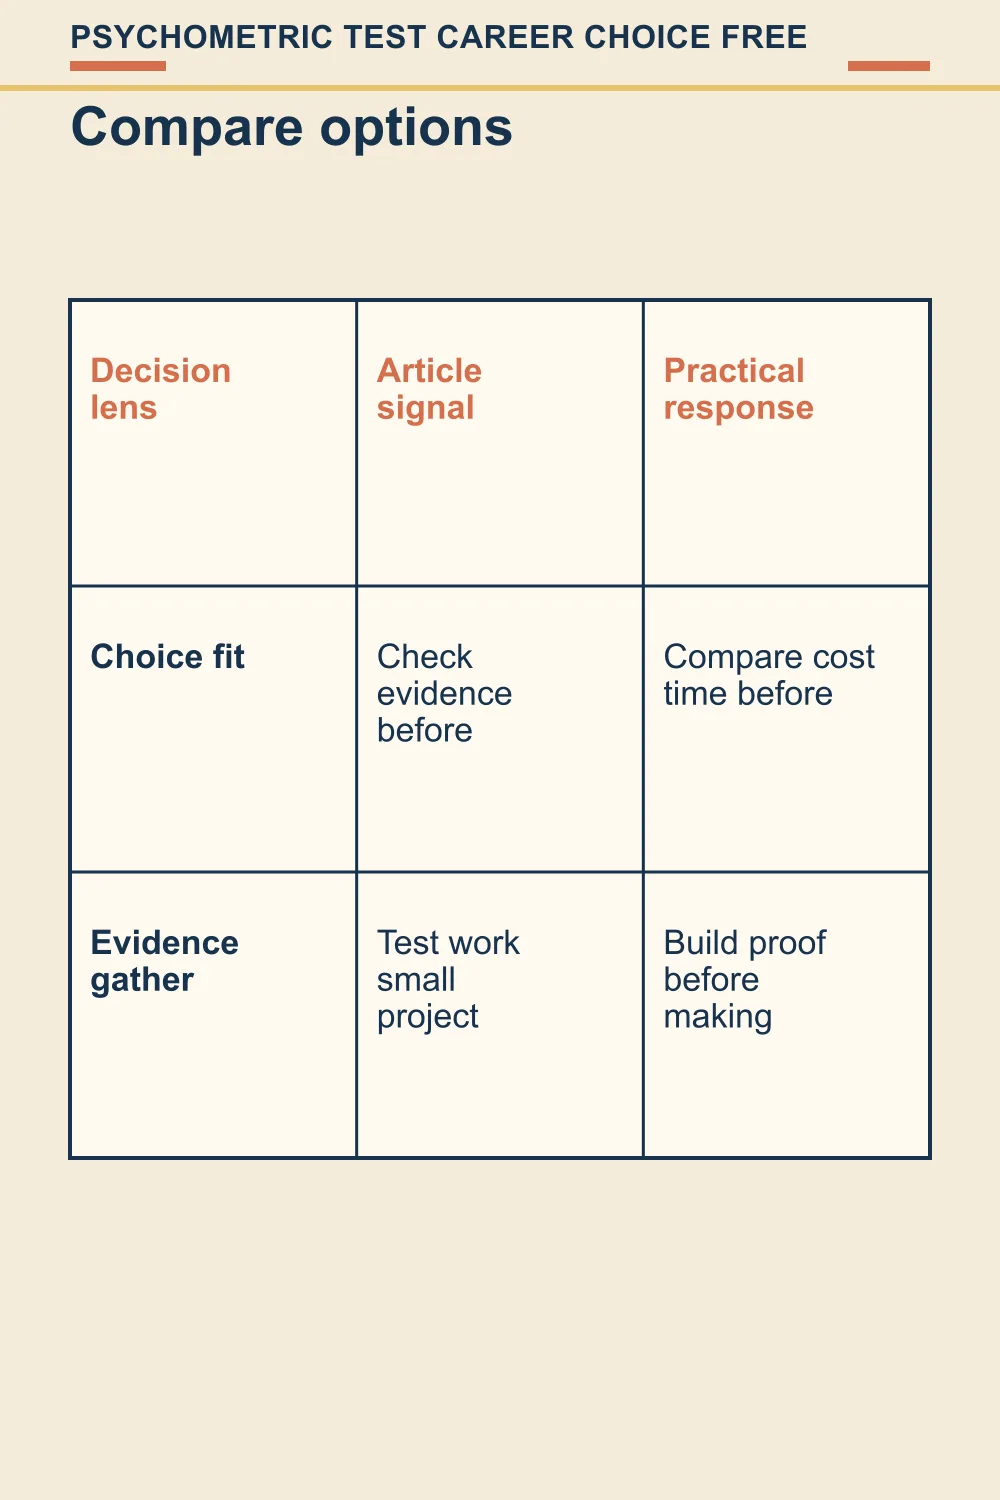 PSYCHOMETRIC TEST CAREER CHOICE FREE
Compare options
Decision
lens
Article
signal
Practical
response
Choice fit
Check
evidence
before
Compare cost
time before
Evidence
gather
Test work
small
project
Build proof
before
making